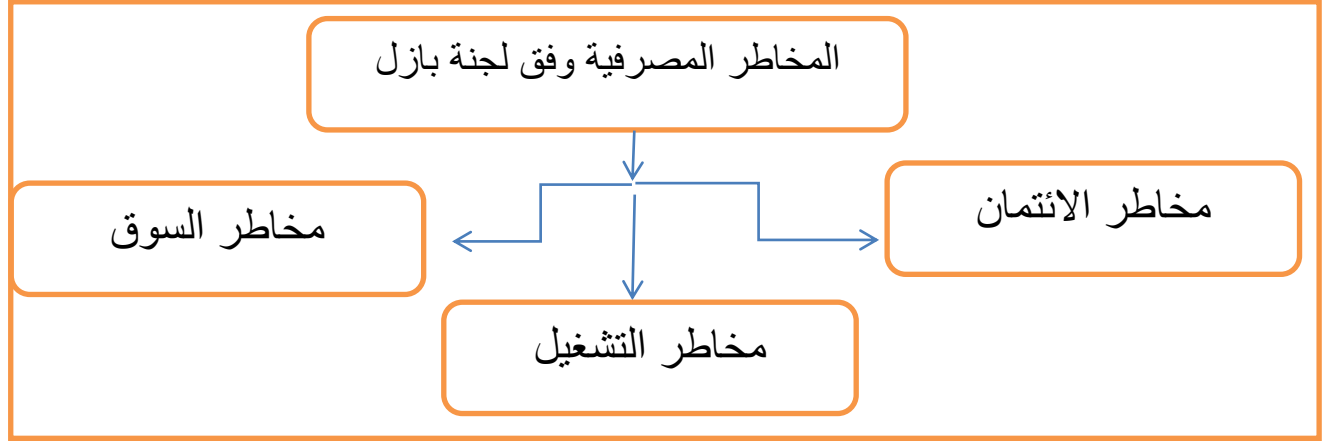 المخاطر المصرفية وفق لجنة بازل
مخاطر الائتمان
مخاطر السوق
مخاطر التشغيل